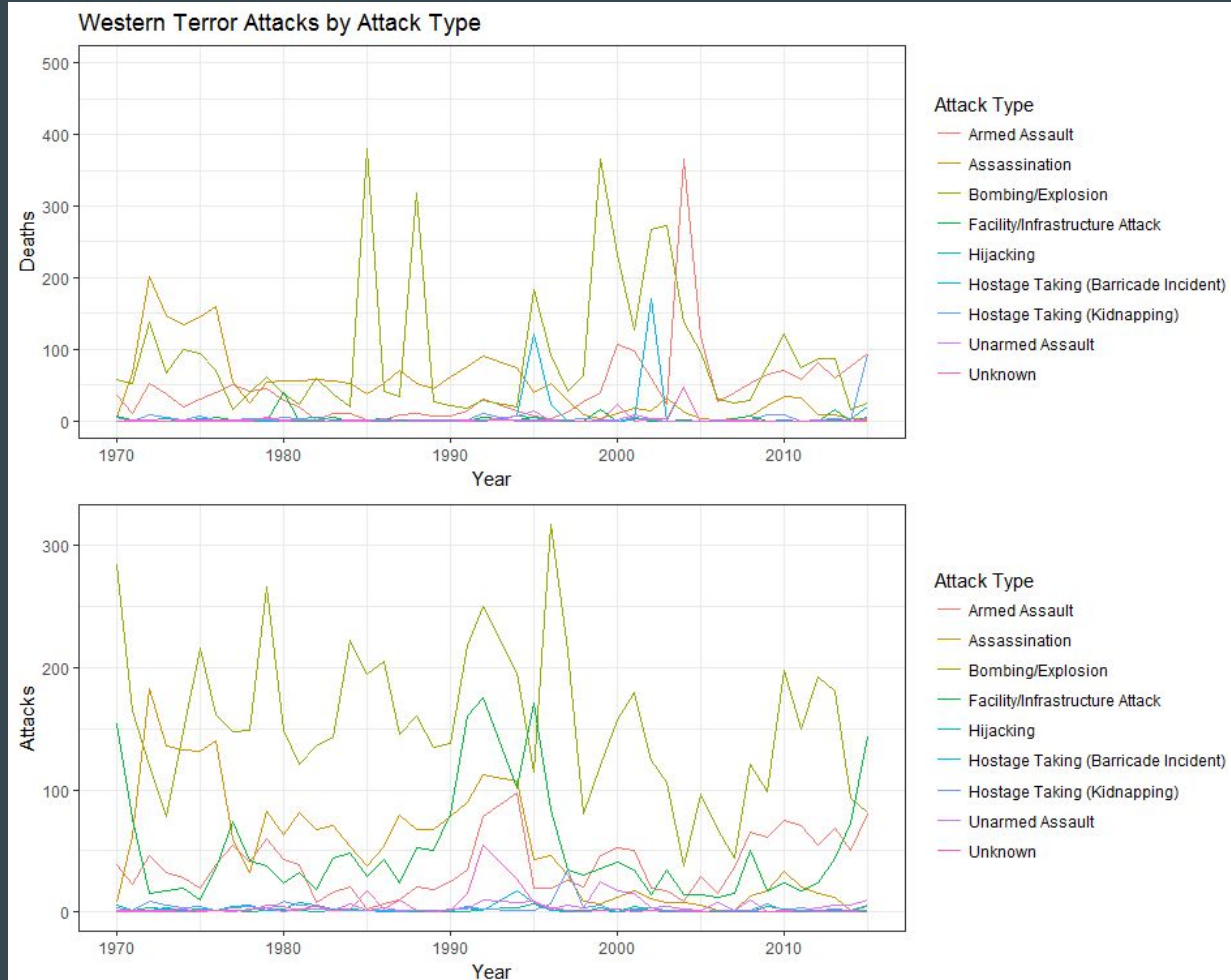 Western Terror Attacks by Attack Type
500
400
300
200
100
0
Deaths
1970
1980
1990
2000
2010
Year
Attack Type
Armed Assault
Assassination
Bombing/Explosion
Facility/Infrastructure Attack
Hijacking
Hostage Taking (Barricade Incident)
Hostage Taking (Kidnapping)
Unarmed Assault
Unknown
300
200
100
0
Attacks
1970
1980
1990
2000
2010
Year
Attack Type
Armed Assault
Assassination
Bombing/Explosion
Facility/Infrastructure Attack
Hijacking
Hostage Taking (Barricade Incident)
Hostage Taking (Kidnapping)
Unarmed Assault
Unknown